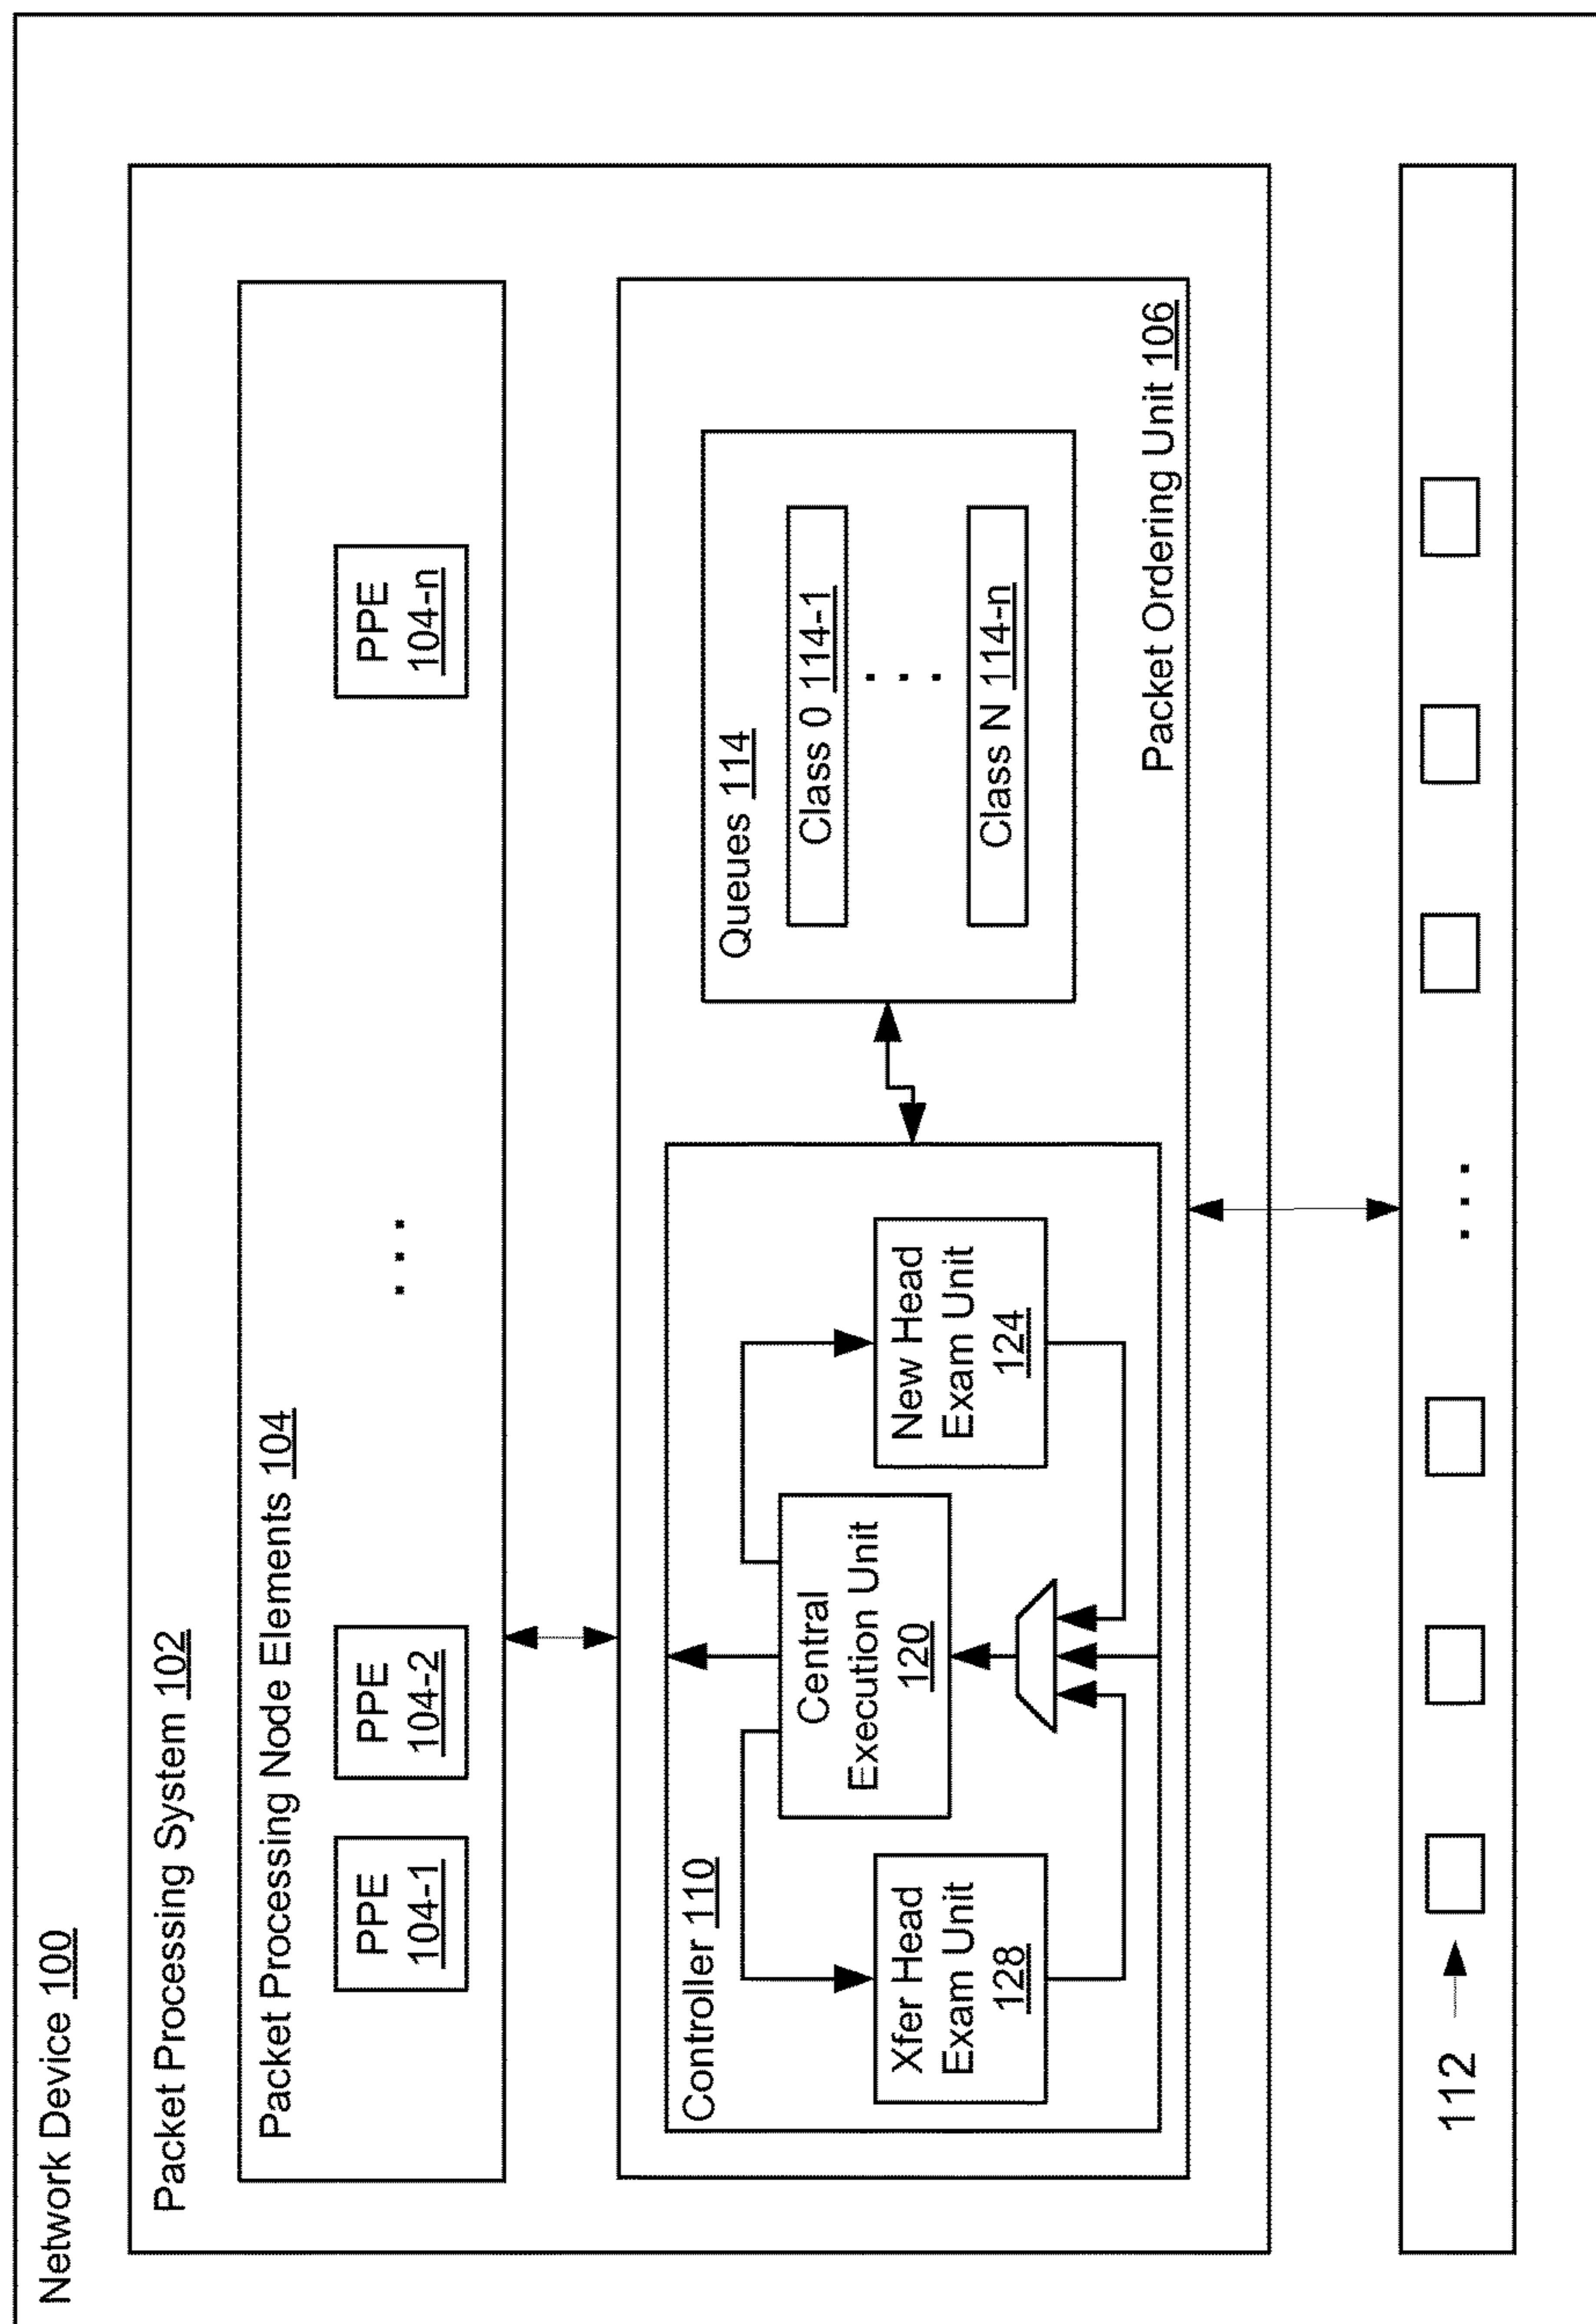 Network Device 100
Packet Processing System 102
Packet Processing Node Elements 104
PPE
104-1
PPE
104-2
. . .
PPE
104-n
Controller 110
Xfer Head
Exam Unit
128
Central
Execution Unit
120
New Head
Exam Unit
124
Queues 114
Class 0 114-1
. . .
Class N 114-n
Packet Ordering Unit 106
112
. . .